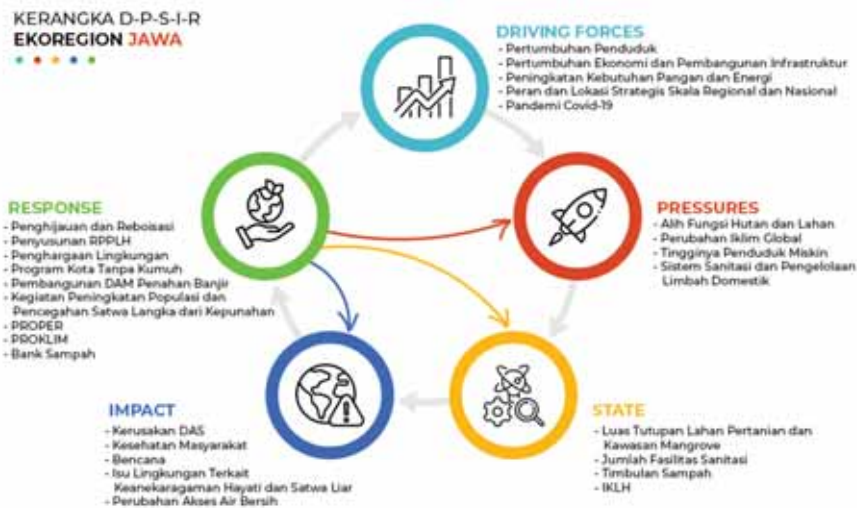 KERANGKA D-P-S-I-R
EKOREGION JAWA
DRIVING FORCES
- Pertumbuhan Penduduk
- Pertumbuhan Ekonomi dan Pembangunan Infrastruktur
- Peningkatan Kebutuhan Pangan dan Energi
- Peran dan Lokasi Strategis Skala Regional dan Nasional
- Pandemi Covid-19
PRESSURES
- Alih Fungsi Hutan dan Lahan
- Perubahan Iklim Global
- Tingginya Penduduk Miskin
- Sistem Sanitasi dan Pengelolaan
Limbah Domestik
STATE
- Luas Tutupan Lahan Pertanian dan
Kawasan Mangrove
- Jumlah Fasilitas Sanitasi
- Timbulan Sampah
- IKLH
IMPACT
- Kerusakan DAS
- Kesehatan Masyarakat
- Bencana
- Isu Lingkungan Terkait
Keanekaragaman Hayati dan Satwa Liar
- Perubahan Akses Air Bersih
RESPONSE
- Penghijauan dan Reboisasi
- Penyusunan RPPLH
- Penghargaan Lingkungan
- Program Kota Tanpa Kumuh
- Pembangunan DAM Penahan Banjir
- Kegiatan Peningkatan Populasi dan
Pencegahan Satwa Langka dari Kepunahan
- PROPER
- PROKLIM
- Bank Sampah